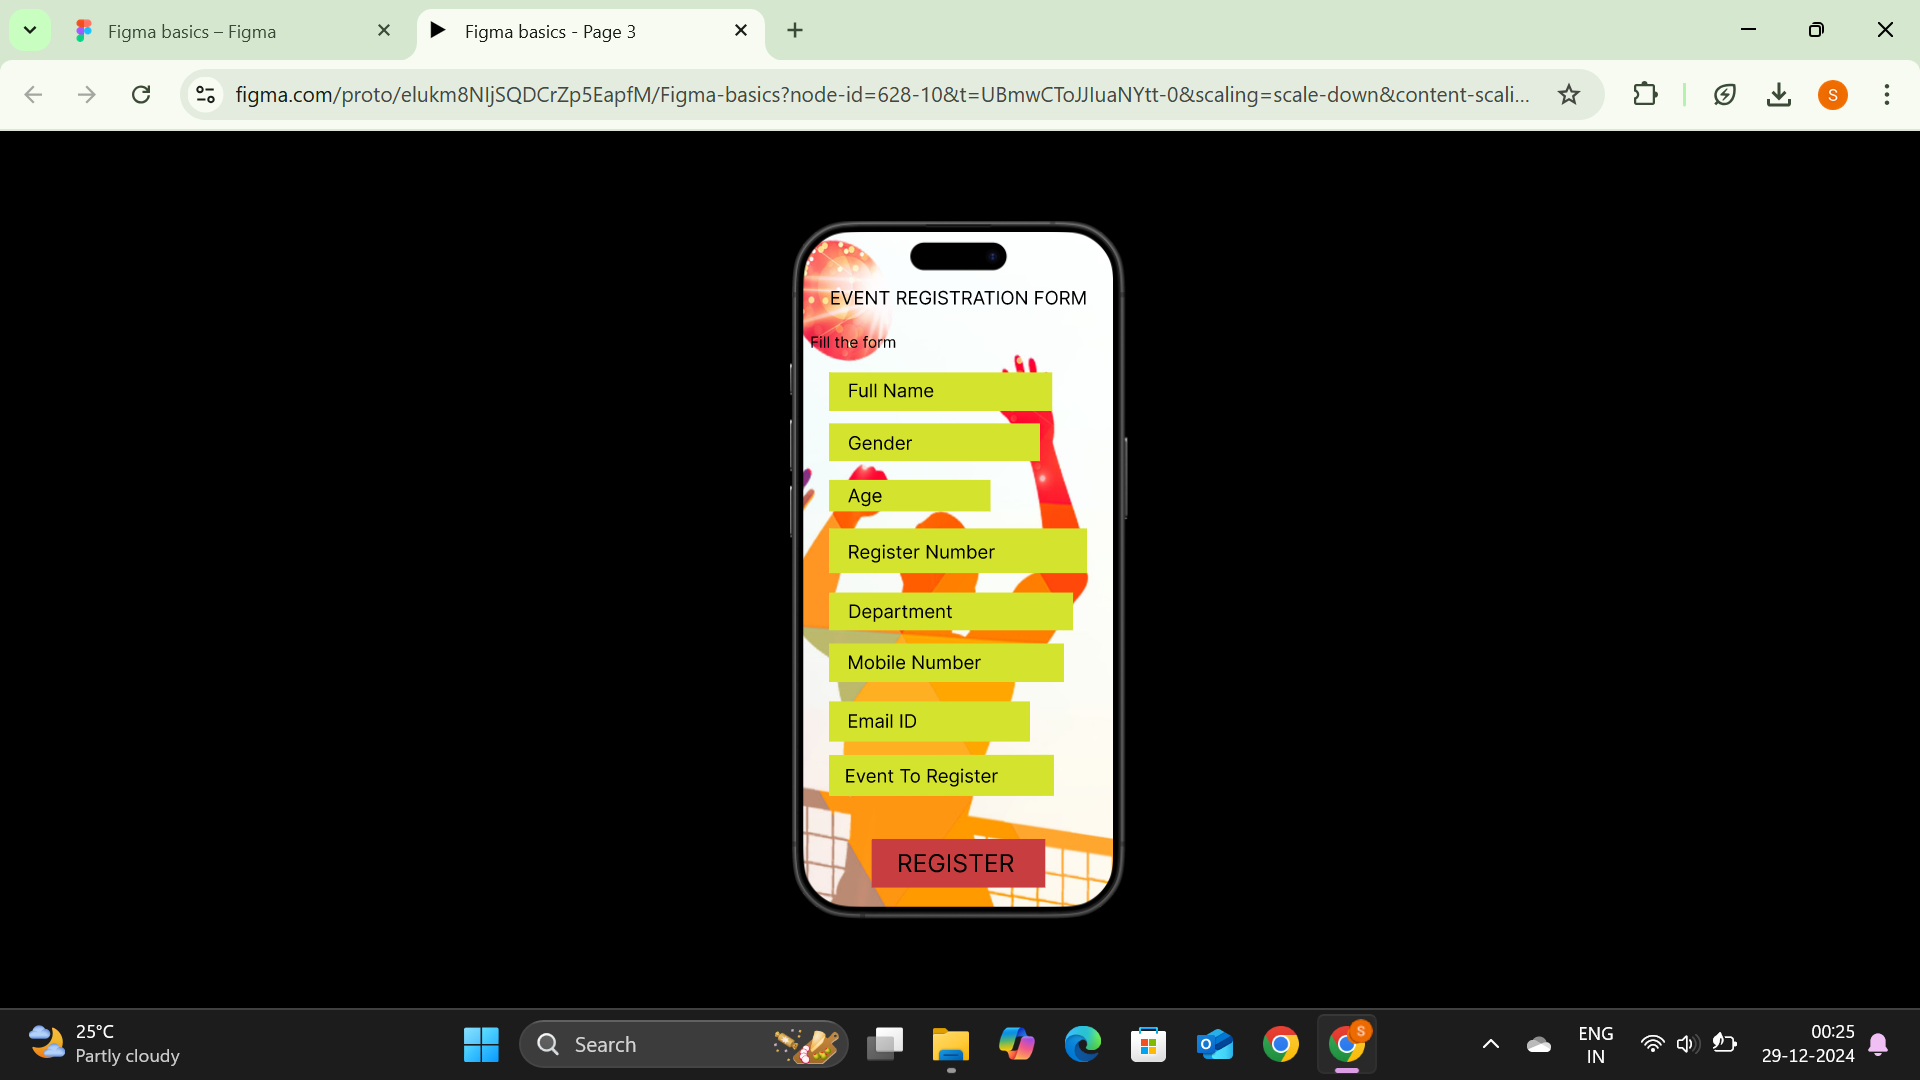 Figma basics – Figma
Figma basics - Page 3
figma.com/proto/elukm8NIjSQDCrZp5EapfM/Figma-basics?node-id=628-10&t=UBmwCToJJIuaNYtt-0&scaling=scale-down&content-scali...
S
EVENT REGISTRATION FORM
Fill the form
Full Name
Gender
Age
Register Number
Department
Mobile Number
Email ID
Event To Register
REGISTER
25°C
Partly cloudy
Search
S
ENG
IN
00:25
29-12-2024